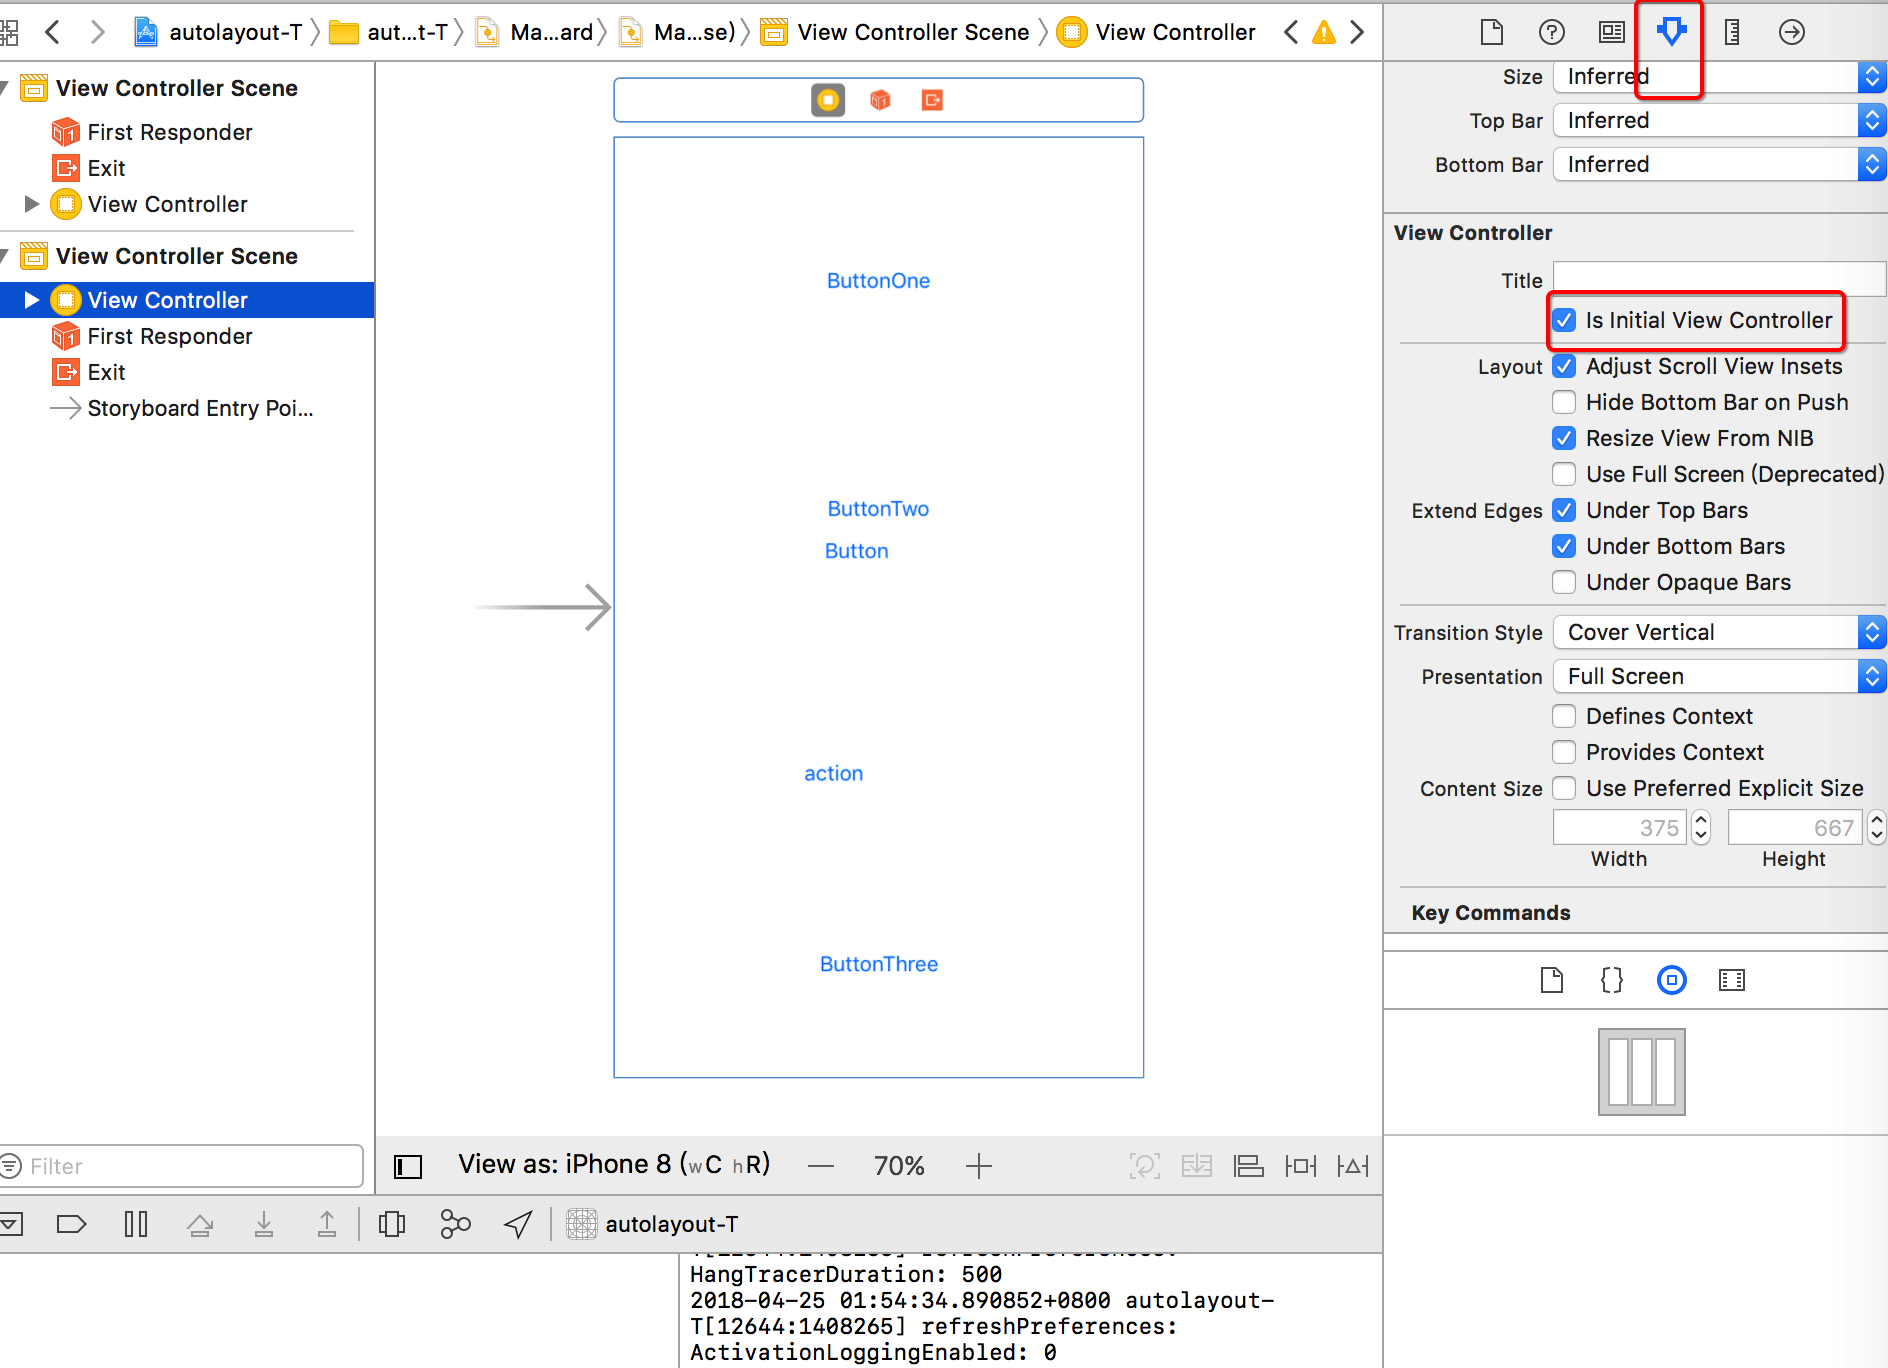 autolayout-T aut...t-T Ma...ard Ma...se) View Controller Scene View Controller
View Controller Scene
First Responder
Exit
View Controller
View Controller Scene
View Controller
First Responder
Exit
Storyboard Entry Poi...
Filter
ButtonOne
ButtonTwo
Button
action
ButtonThree
View as: iPhone 8 (wC hR) 70%
autolayout-T
HangTracerDuration: 500
2018-04-25 01:54:34.890852+0800 autolayout-
T[12644:1408265] refreshPreferences:
ActivationLoggingEnabled: 0
Size Inferred
Top Bar Inferred
Bottom Bar Inferred
View Controller
Title
Is Initial View Controller
Layout Adjust Scroll View Insets
Hide Bottom Bar on Push
Resize View From NIB
Use Full Screen (Deprecated)
Extend Edges Under Top Bars
Under Bottom Bars
Under Opaque Bars
Transition Style Cover Vertical
Presentation Full Screen
Defines Context
Provides Context
Content Size Use Preferred Explicit Size
375 667
Width Height
Key Commands